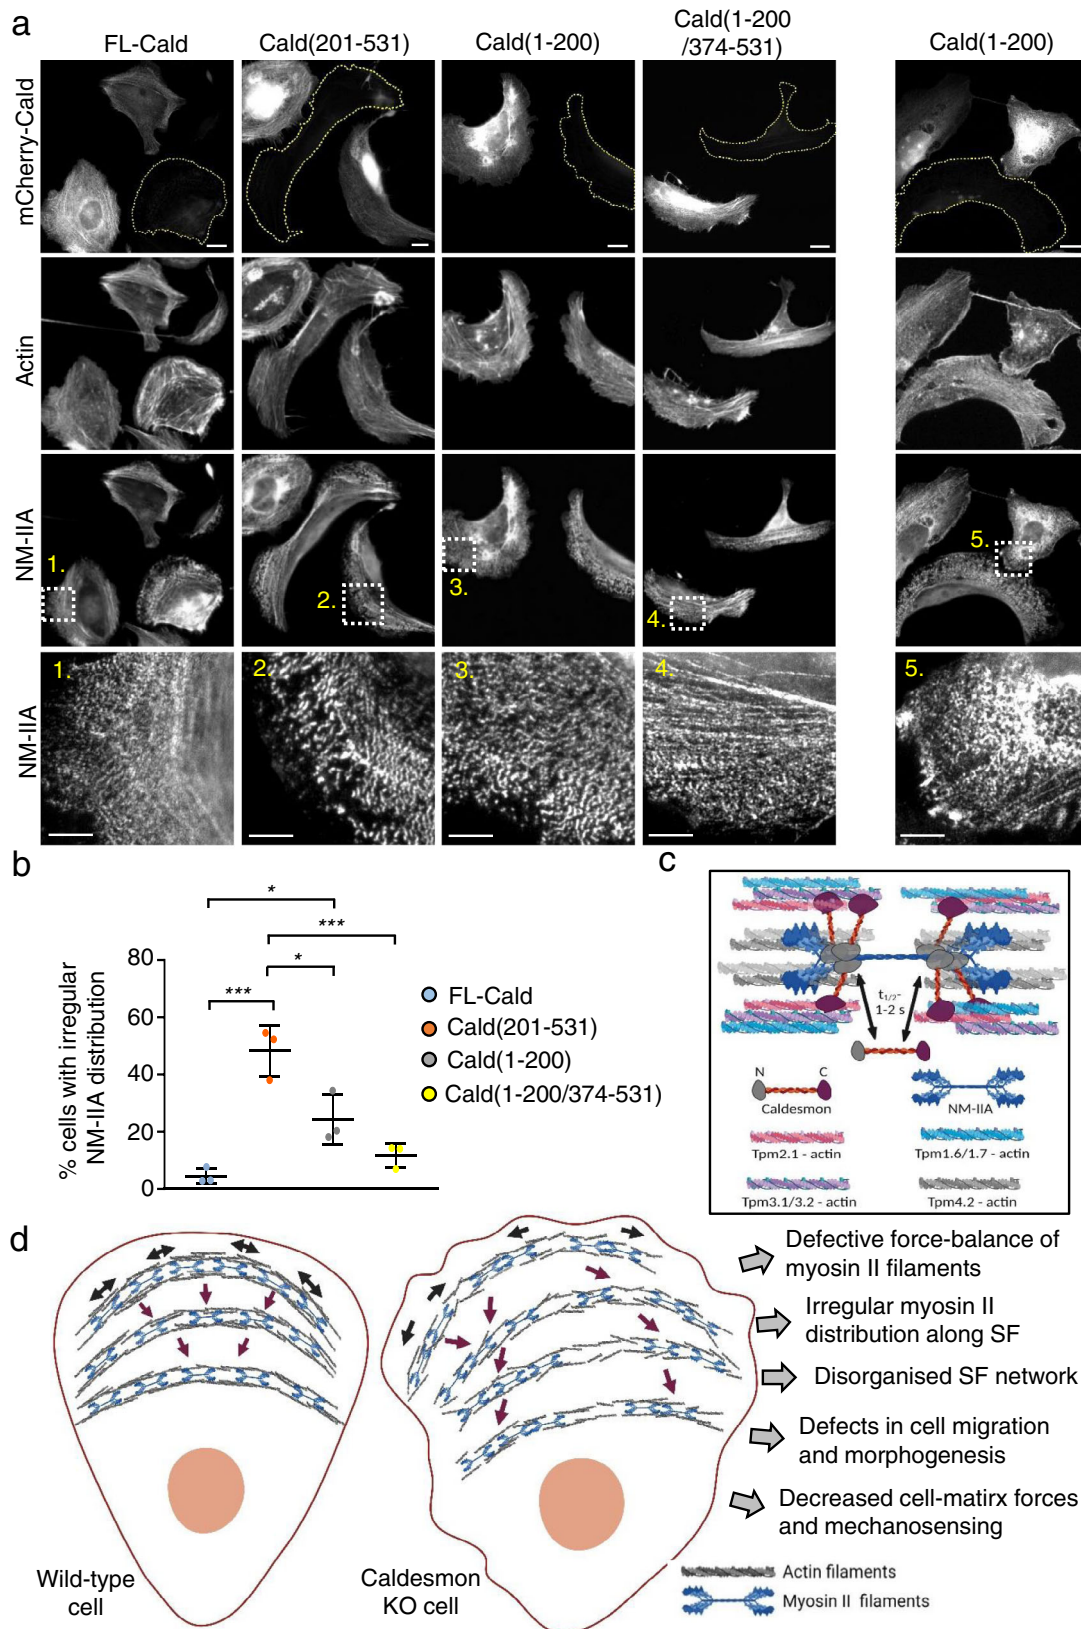 a
FL-Cald
Cald(201-531)
Cald(1-200)
Cald(1-200
/374-531)
Cald(1-200)
mCherry-Cald
Actin
NM-IIA
1.
2.
3.
4.
5.
NM-IIA
1.
2.
3.
4.
5.
b
% cells with irregular
NM-IIA distribution
80
60
40
20
0
*
***
*
***
FL-Cald
Cald(201-531)
Cald(1-200)
Cald(1-200/374-531)
c
t1/2~
1-2 s
N
C
Caldesmon
NM-IIA
Tpm2.1 - actin
Tpm1.6/1.7 - actin
Tpm3.1/3.2 - actin
Tpm4.2 - actin
d
Wild-type
cell
Caldesmon
KO cell
Defective force-balance of
myosin II filaments
Irregular myosin II
distribution along SF
Disorganised SF network
Defects in cell migration
and morphogenesis
Decreased cell-matirx forces
and mechanosensing
Actin filaments
Myosin II filaments